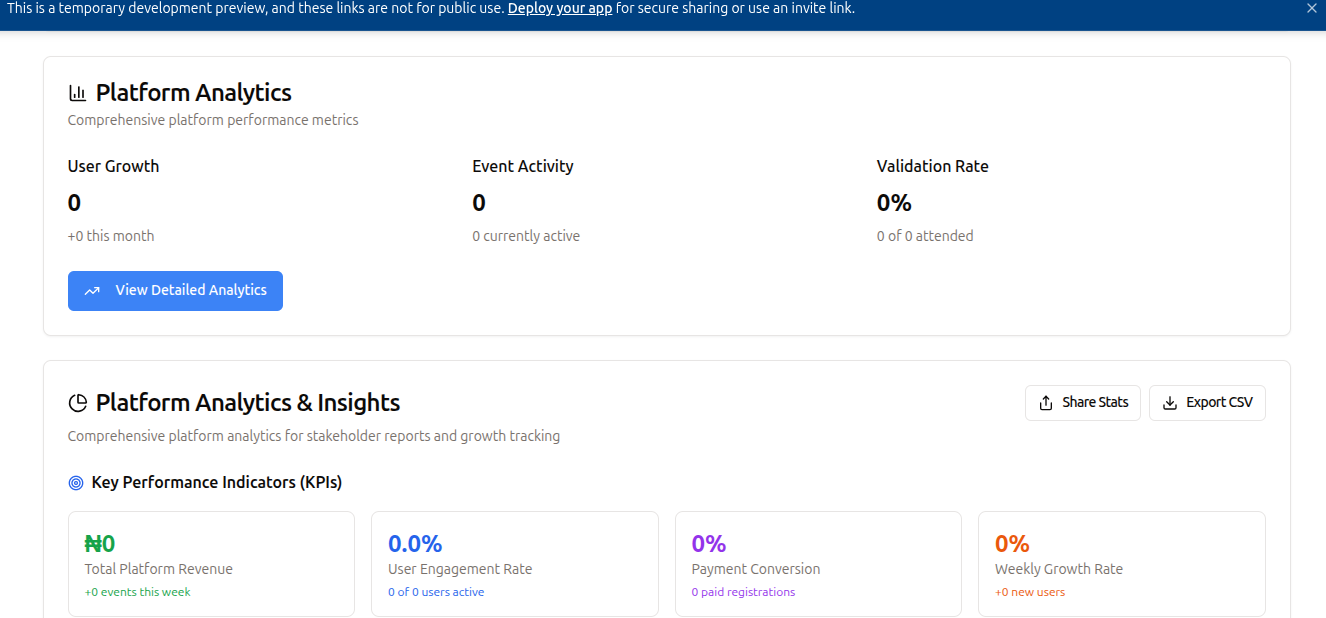 This is a temporary development preview, and these links are not for public use. Deploy your app for secure sharing or use an invite link.
Platform Analytics
Comprehensive platform performance metrics
User Growth
0
+0 this month
Event Activity
0
0 currently active
Validation Rate
0%
0 of 0 attended
View Detailed Analytics
Platform Analytics & Insights
Comprehensive platform analytics for stakeholder reports and growth tracking
Share Stats
Export CSV
Key Performance Indicators (KPIs)
₦0
Total Platform Revenue
+0 events this week
0.0%
User Engagement Rate
0 of 0 users active
0%
Payment Conversion
0 paid registrations
0%
Weekly Growth Rate
+0 new users